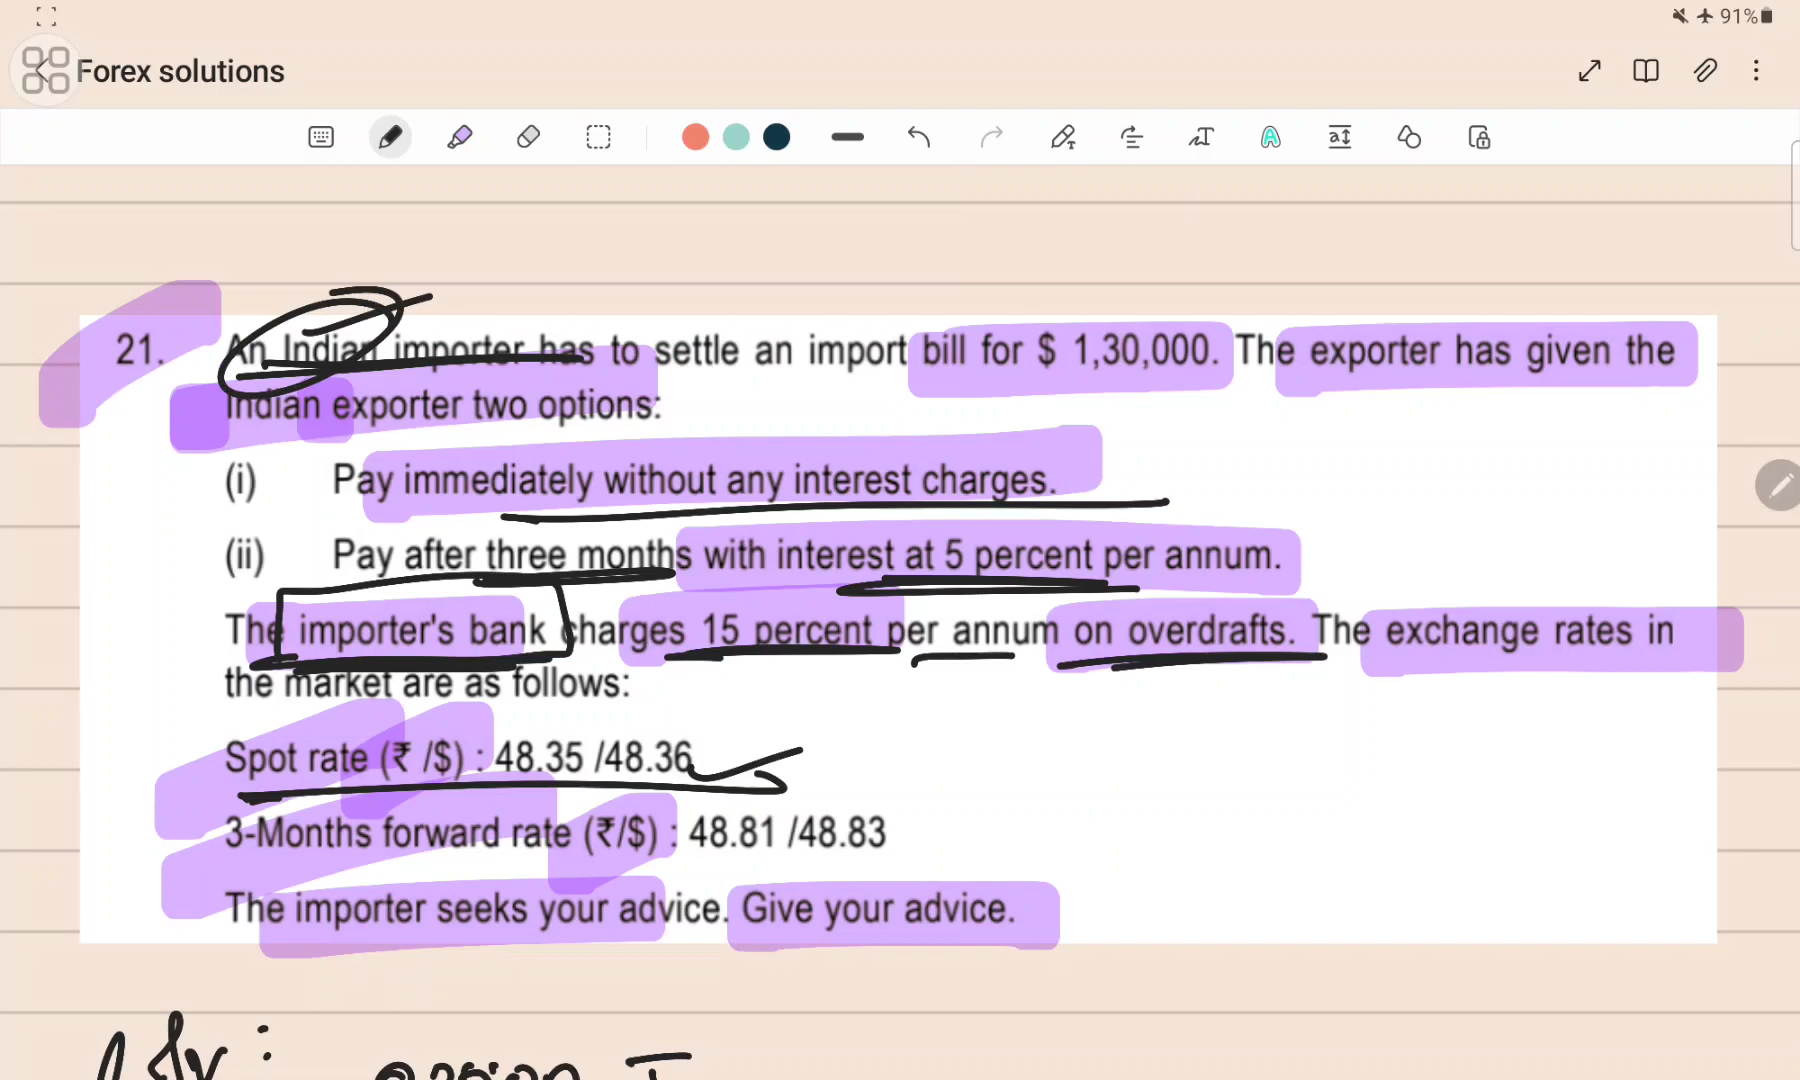 91%
Forex solutions
21. An Indian importer has to settle an import bill for $ 1,30,000. The exporter has given the
Indian exporter two options:
(i) Pay immediately without any interest charges.
(ii) Pay after three months with interest at 5 percent per annum.
The importer's bank charges 15 percent per annum on overdrafts. The exchange rates in
the market are as follows:
Spot rate (₹ /$) : 48.35 /48.36
3-Months forward rate (₹/$) : 48.81 /48.83
The importer seeks your advice. Give your advice.